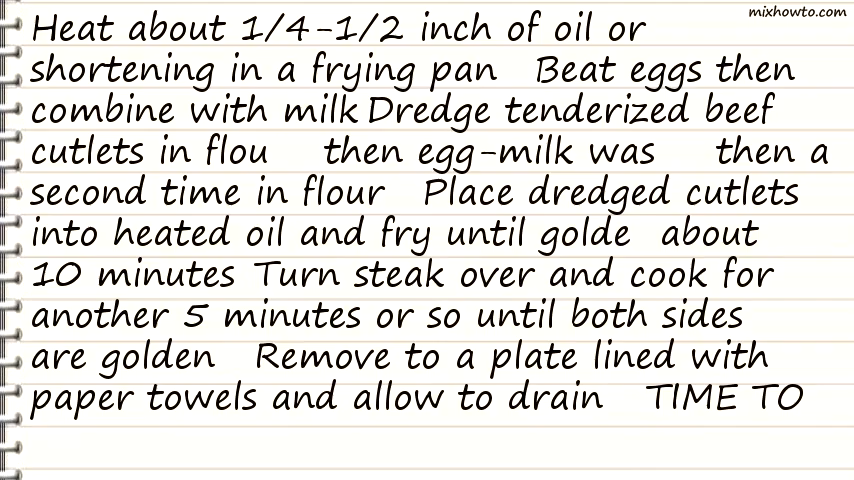 mixhowto.com
Heat about 1/4-1/2 inch of oil or
shortening in a frying pan Beat eggs then
combine with milk Dredge tenderized beef
cutlets in flou then egg-milk was then a
second time in flour Place dredged cutlets
into heated oil and fry until golde about
10 minutes Turn steak over and cook for
another 5 minutes or so until both sides
are golden Remove to a plate lined with
paper towels and allow to drain TIME TO